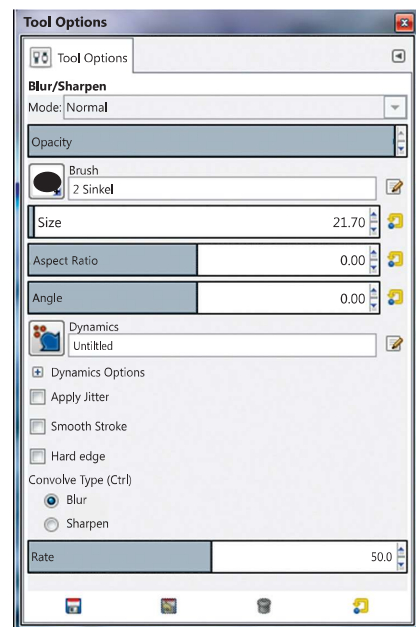 Tool Options
Tool Options
Blur/Sharpen
Mode: Normal
Opacity
Brush
2 Sinkel
Size 21.70
Aspect Ratio 0.00
Angle 0.00
Dynamics
Untiltled
Dynamics Options
Apply Jitter
Smooth Stroke
Hard edge
Convolve Type (Ctrl)
Blur
Sharpen
Rate 50.0